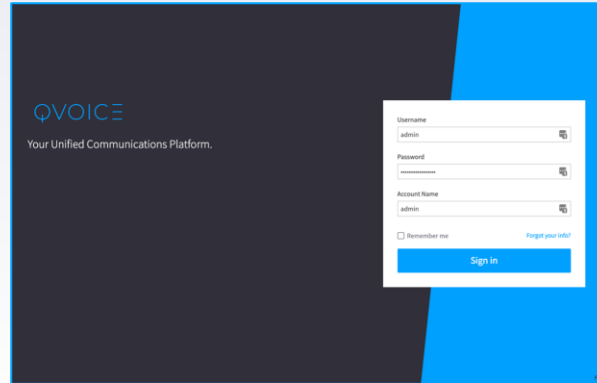 QVOICE
Your Unified Communications Platform.
Username
admin
Password
••••••••••••••••
Account Name
admin
Remember me
Forgot your info?
Sign in